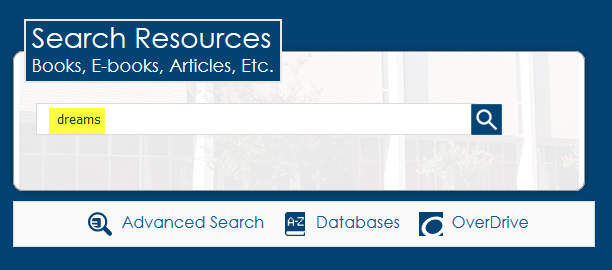 Search Resources
Books, E-books, Articles, Etc.
dreams
Advanced Search A-Z Databases OverDrive